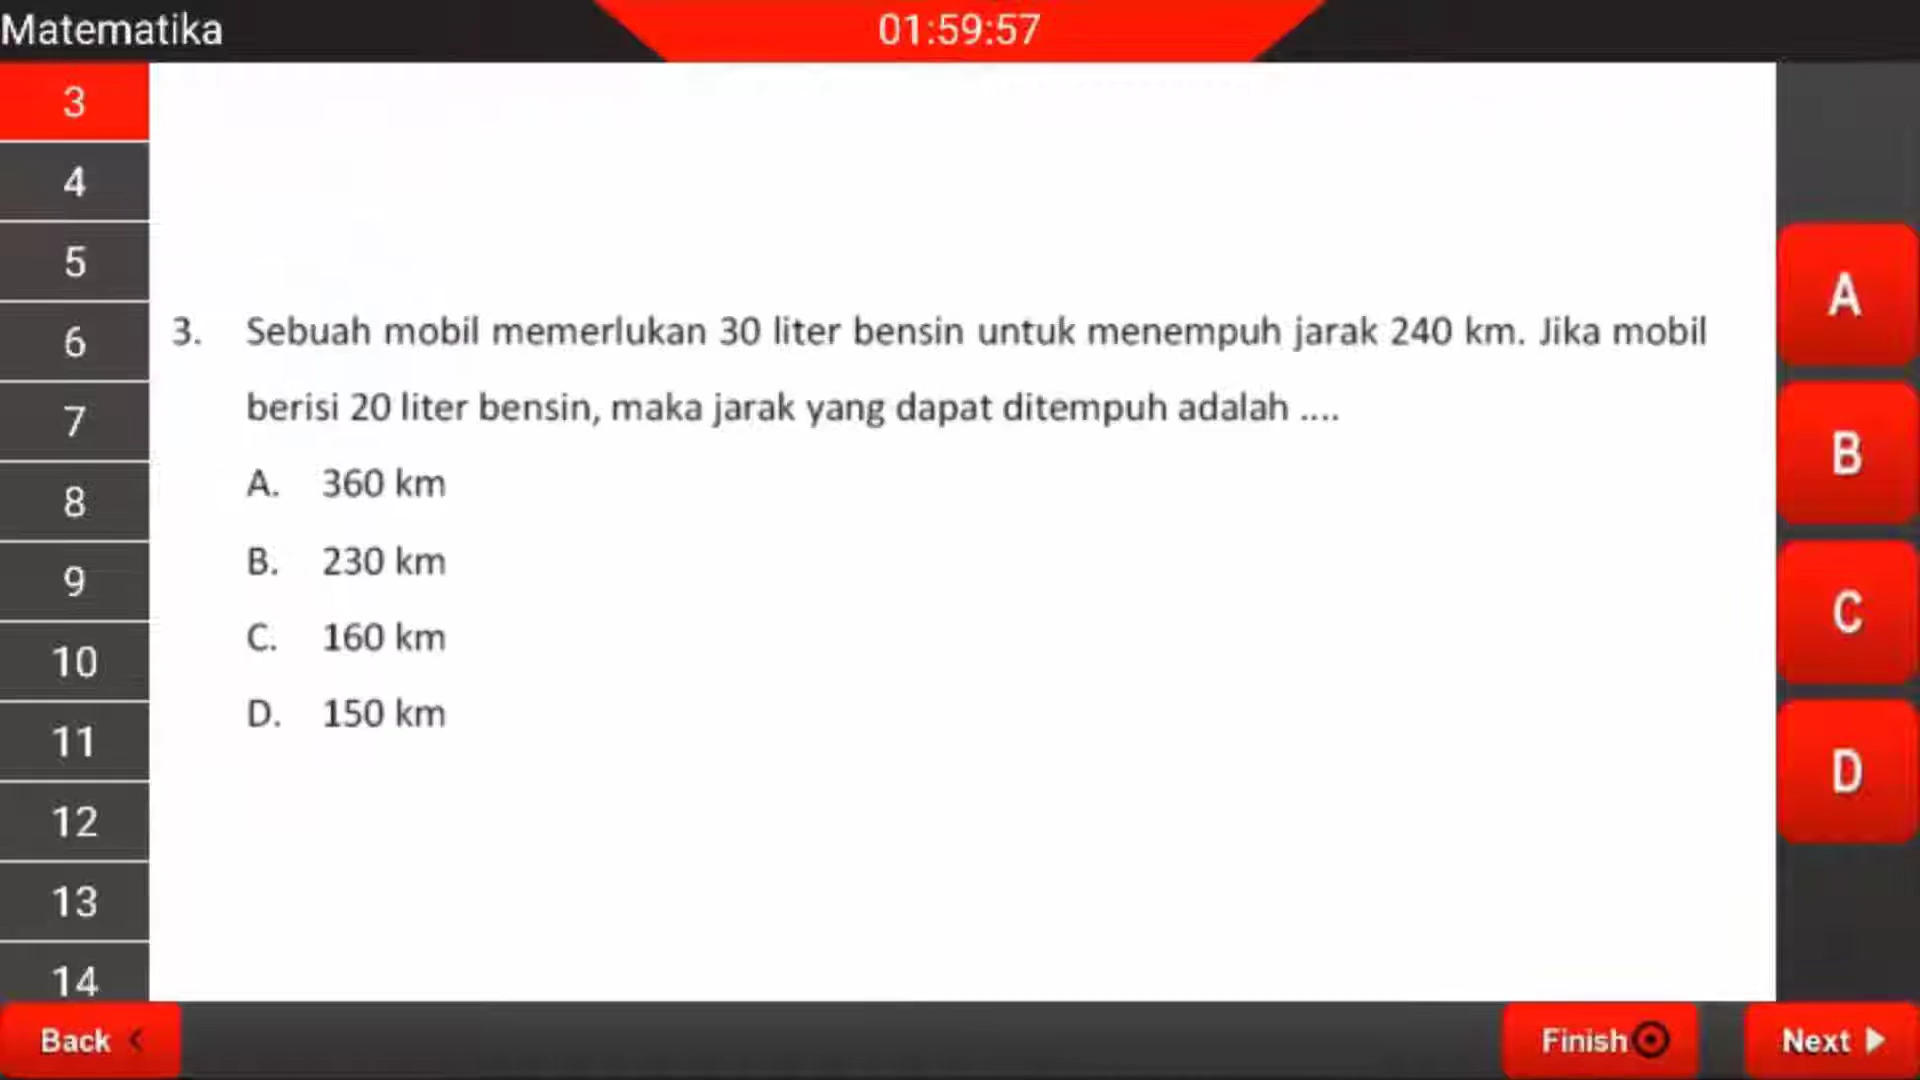 Matematika
01:59:57
3
4
5
6
7
8
9
10
11
12
13
14
3. Sebuah mobil memerlukan 30 liter bensin untuk menempuh jarak 240 km. Jika mobil
berisi 20 liter bensin, maka jarak yang dapat ditempuh adalah ....
A. 360 km
B. 230 km
C. 160 km
D. 150 km
A
B
C
D
Back
Finish
Next